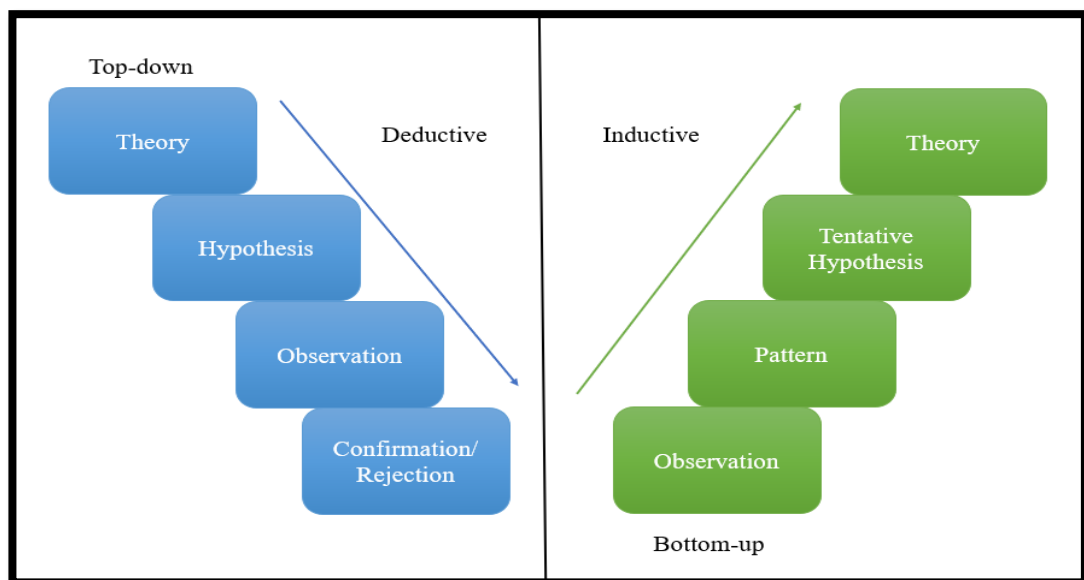 Top-down
Theory
Deductive
Hypothesis
Observation
Confirmation/
Rejection
Inductive
Theory
Tentative
Hypothesis
Pattern
Observation
Bottom-up